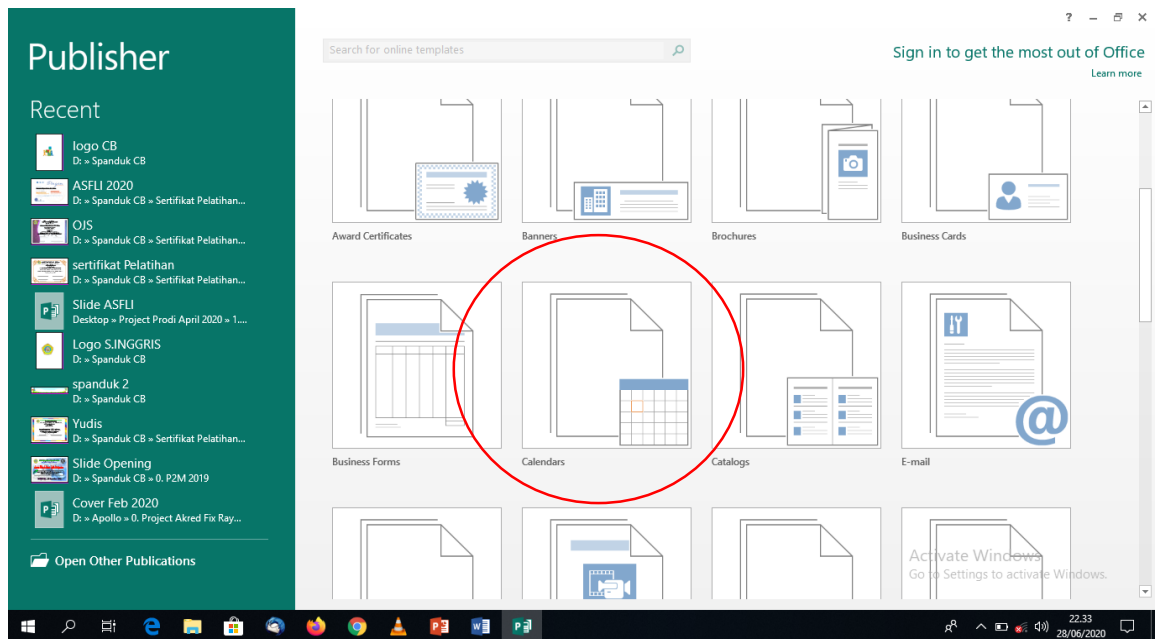 Publisher
Recent
logo CB
D: » Spanduk CB
ASFLI 2020
D: » Spanduk CB » Sertifikat Pelatihan...
OJS
D: » Spanduk CB » Sertifikat Pelatihan...
sertifikat Pelatihan
D: » Spanduk CB » Sertifikat Pelatihan...
Slide ASFLI
Desktop » Project Prodi April 2020 » 1....
Logo S.INGGRIS
D: » Spanduk CB
spanduk 2
D: » Spanduk CB
Yudis
D: » Spanduk CB » Sertifikat Pelatihan...
Slide Opening
D: » Spanduk CB » 0. P2M 2019
Cover Feb 2020
D: » Apollo » 0. Project Akred Fix Ray...
Open Other Publications
Search for online templates
Sign in to get the most out of Office
Learn more
Award Certificates
Banners
Brochures
Business Cards
Business Forms
Calendars
Catalogs
E-mail
Activate Windows
Go to Settings to activate Windows.
22.33
28/06/2020